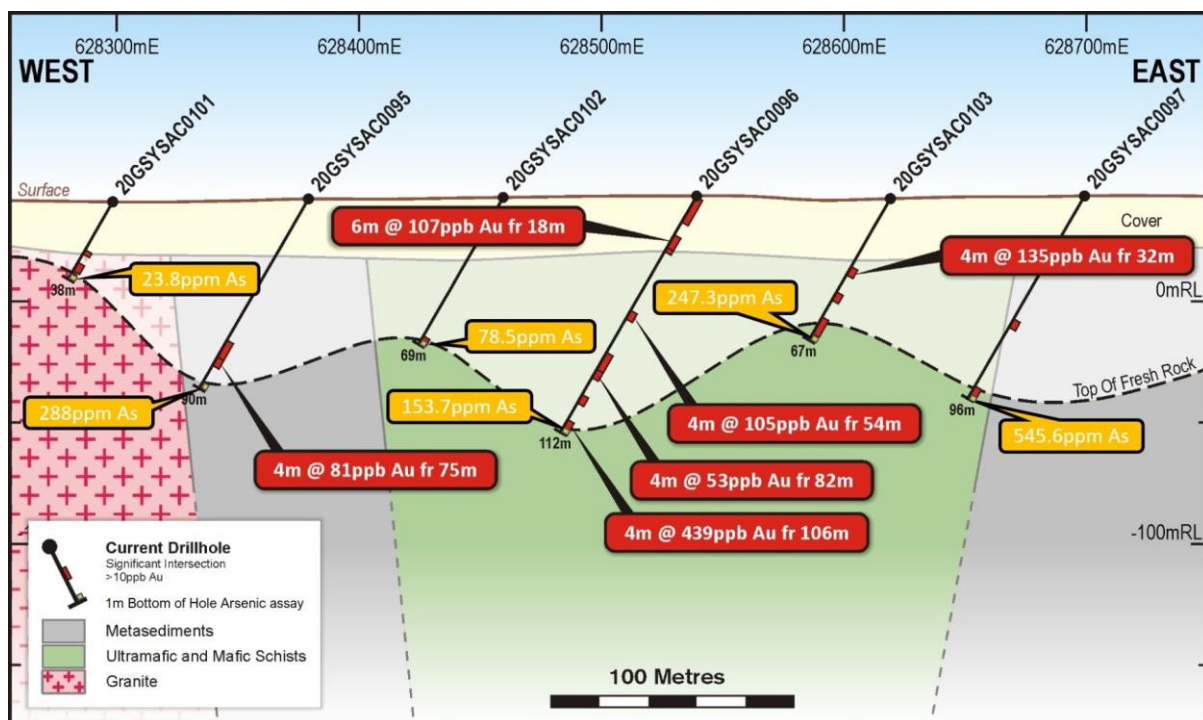 628300mE
628400mE
628500mE
628600mE
628700mE
WEST
EAST
20GSYSAC0101
20GSYSAC0095
20GSYSAC0102
20GSYSAC0096
20GSYSAC0103
20GSYSAC0097
Surface
Cover
6m @ 107ppb Au fr 18m
4m @ 135ppb Au fr 32m
23.8ppm As
247.3ppm As
0mRL
38m
78.5ppm As
69m
67m
Top Of Fresh Rock
288ppm As
90m
153.7ppm As
112m
4m @ 105ppb Au fr 54m
96m
545.6ppm As
4m @ 81ppb Au fr 75m
4m @ 53ppb Au fr 82m
4m @ 439ppb Au fr 106m
-100mRL
Current Drillhole
Significant Intersection
>10ppb Au
1m Bottom of Hole Arsenic assay
Metasediments
Ultramafic and Mafic Schists
Granite
100 Metres